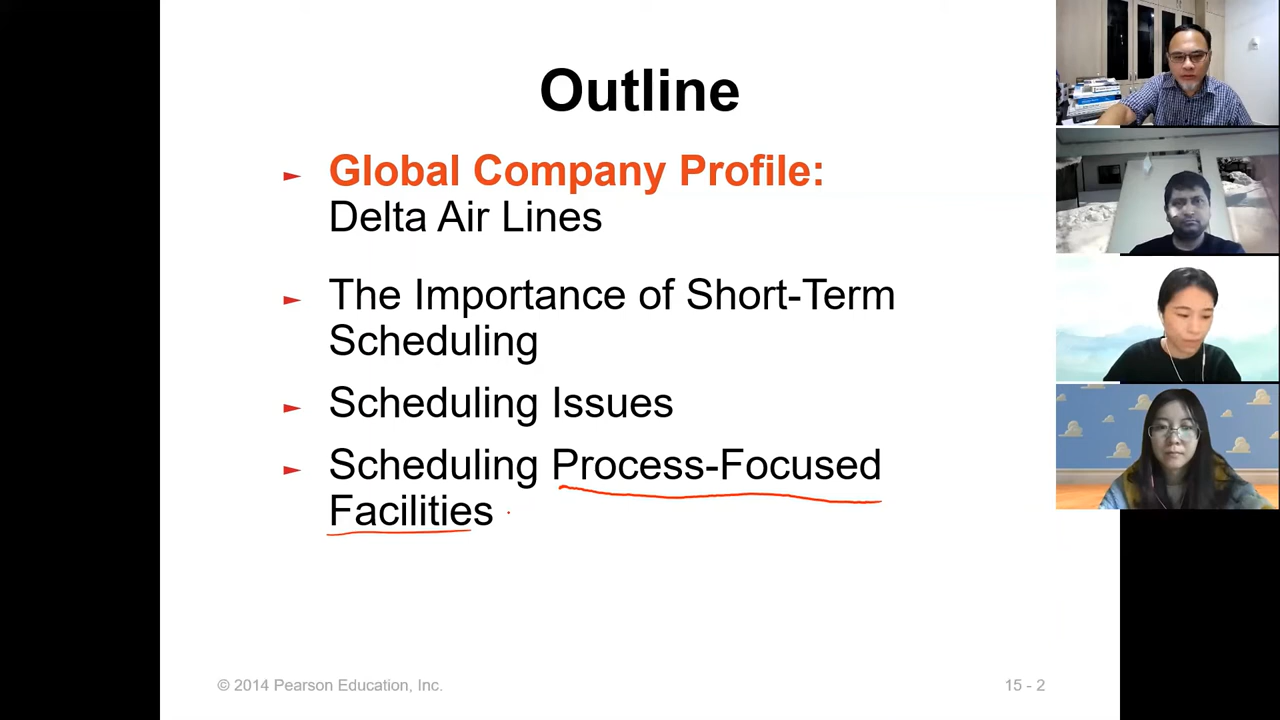 Outline
► Global Company Profile:
Delta Air Lines
► The Importance of Short-Term
Scheduling
► Scheduling Issues
► Scheduling Process-Focused
Facilities
© 2014 Pearson Education, Inc.
15 - 2